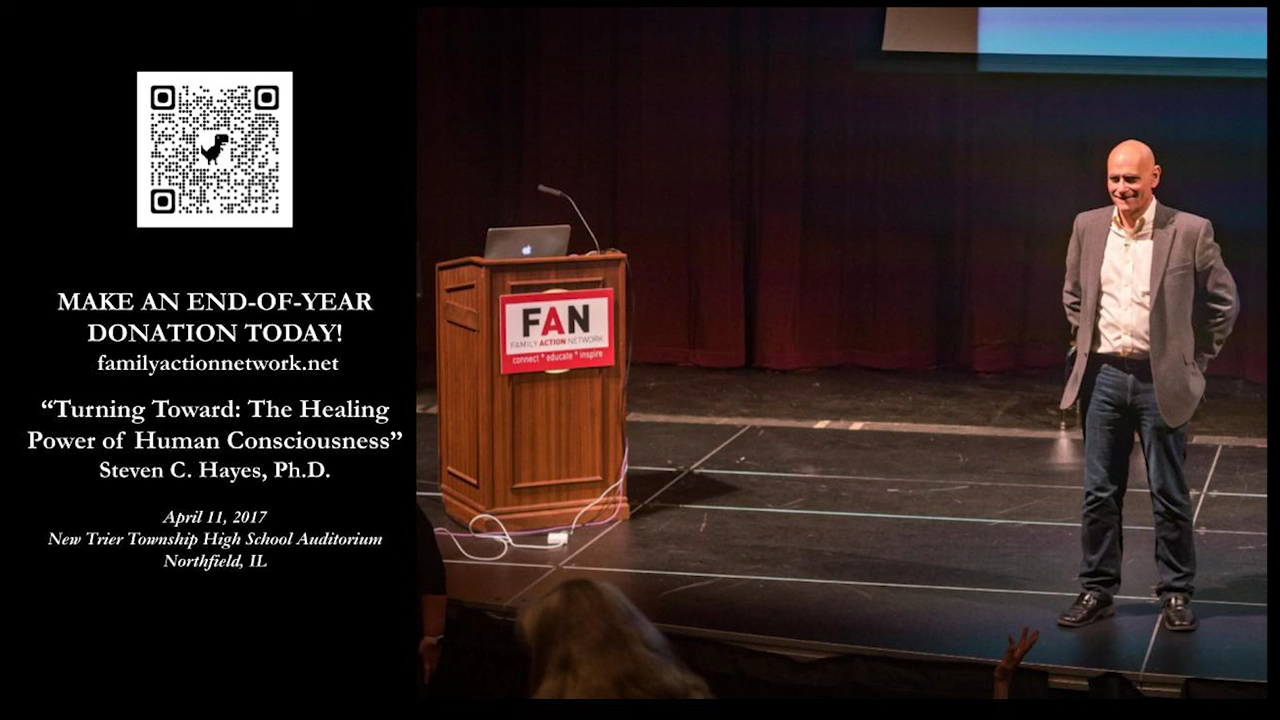 MAKE AN END-OF-YEAR
DONATION TODAY!
familyactionnetwork.net
“Turning Toward: The Healing
Power of Human Consciousness”
Steven C. Hayes, Ph.D.
April 11, 2017
New Trier Township High School Auditorium
Northfield, IL
FAN
FAMILY ACTION NETWORK
connect * educate * inspire